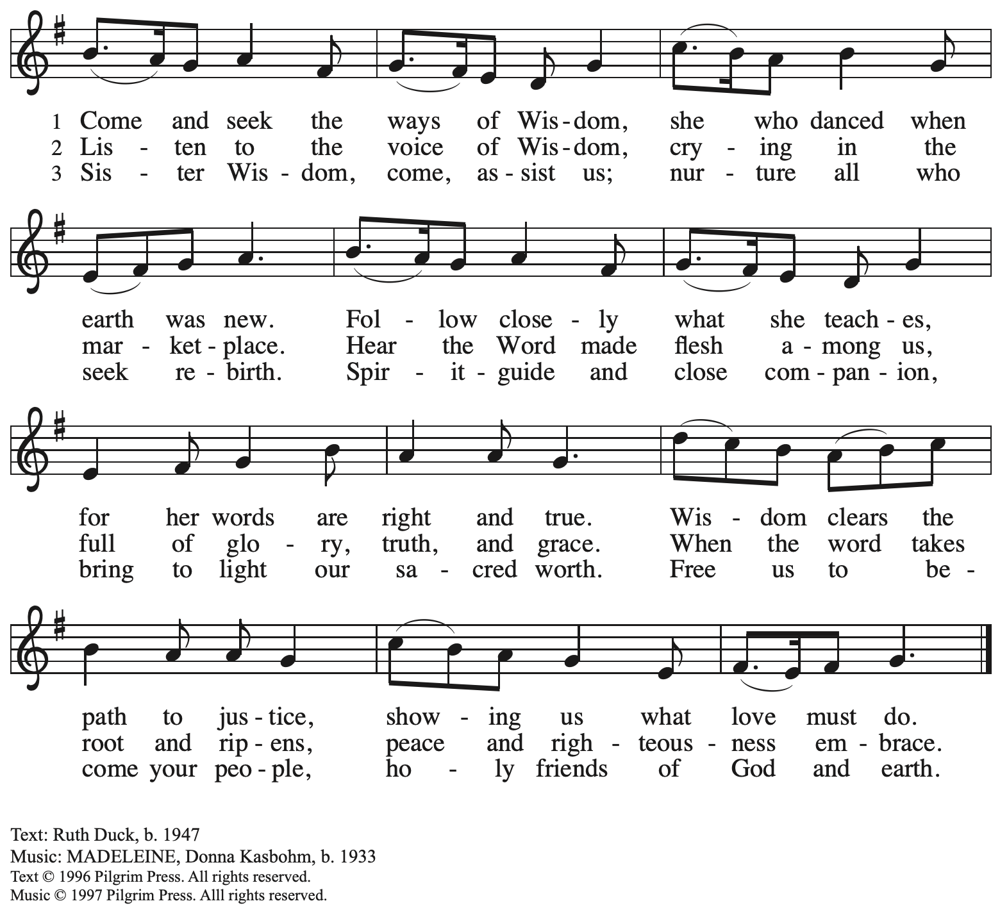 1 Come and seek the ways of Wis - dom, she who danced when
2 Lis - ten to the voice of Wis - dom, cry - ing in the
3 Sis - ter Wis - dom, come, as - sist us; nur - ture all who
earth was new. Fol - low close - ly what she teach - es,
mar - ket - place. Hear the Word made flesh a - mong us,
seek re - birth. Spir - it - guide and close com - pan - ion,
for her words are right and true. Wis - dom clears the
full of glo - ry, truth, and grace. When the word takes
bring to light our sa - cred worth. Free us to be -
path to jus - tice, show - ing us what love must do.
root and rip - ens, peace and righ - teous - ness em - brace.
come your peo - ple, ho - ly friends of God and earth.
Text: Ruth Duck, b. 1947
Music: MADELEINE, Donna Kasbohm, b. 1933
Text © 1996 Pilgrim Press. All rights reserved.
Music © 1997 Pilgrim Press. Alll rights reserved.